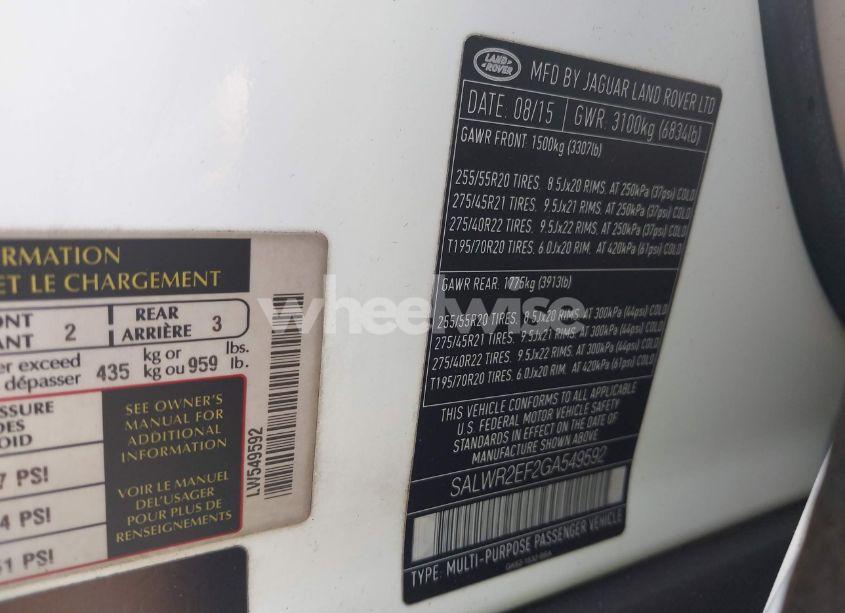 ORMATION
ET LE CHARGEMENT
ONT
ANT
2
REAR
ARRIÈRE
3
er exceed
dépasser
435
kg or
kg ou
959
lbs.
lb.
SSURE
DES
OID
7 PSI
4 PSI
51 PSI
SEE OWNER'S
MANUAL FOR
ADDITIONAL
INFORMATION
VOIR LE MANUEL
DEL'USAGER
POUR PLUS DE
RENSEIGNEMENTS
LW549592
wheelwise
LAND
ROVER
MFD BY JAGUAR LAND ROVER LTD
DATE: 08/15
GWR: 3100kg (6834lb)
GAWR FRONT: 1500kg (3307lb)
255/55R20 TIRES, 8.5Jx20 RIMS, AT 250kPa (37psi) COLD
275/45R21 TIRES, 9.5Jx21 RIMS, AT 250kPa (37psi) COLD
275/40R22 TIRES, 9.5Jx22 RIMS, AT 250kPa (37psi) COLD
T195/70R20 TIRES, 6.0Jx20 RIM, AT 420kPa (61psi) COLD
GAWR REAR: 1775kg (3913lb)
255/55R20 TIRES, 8.5Jx20 RIMS, AT 300kPa (44psi) COLD
275/45R21 TIRES, 9.5Jx21 RIMS, AT 300kPa (44psi) COLD
275/40R22 TIRES, 9.5Jx22 RIMS, AT 300kPa (44psi) COLD
T195/70R20 TIRES, 6.0Jx20 RIM, AT 420kPa (61psi) COLD
THIS VEHICLE CONFORMS TO ALL APPLICABLE
U.S. FEDERAL MOTOR VEHICLE SAFETY
STANDARDS IN EFFECT ON THE DATE OF
MANUFACTURE SHOWN ABOVE
SALWR2EF2GA549592
TYPE: MULTI-PURPOSE PASSENGER VEHICLE